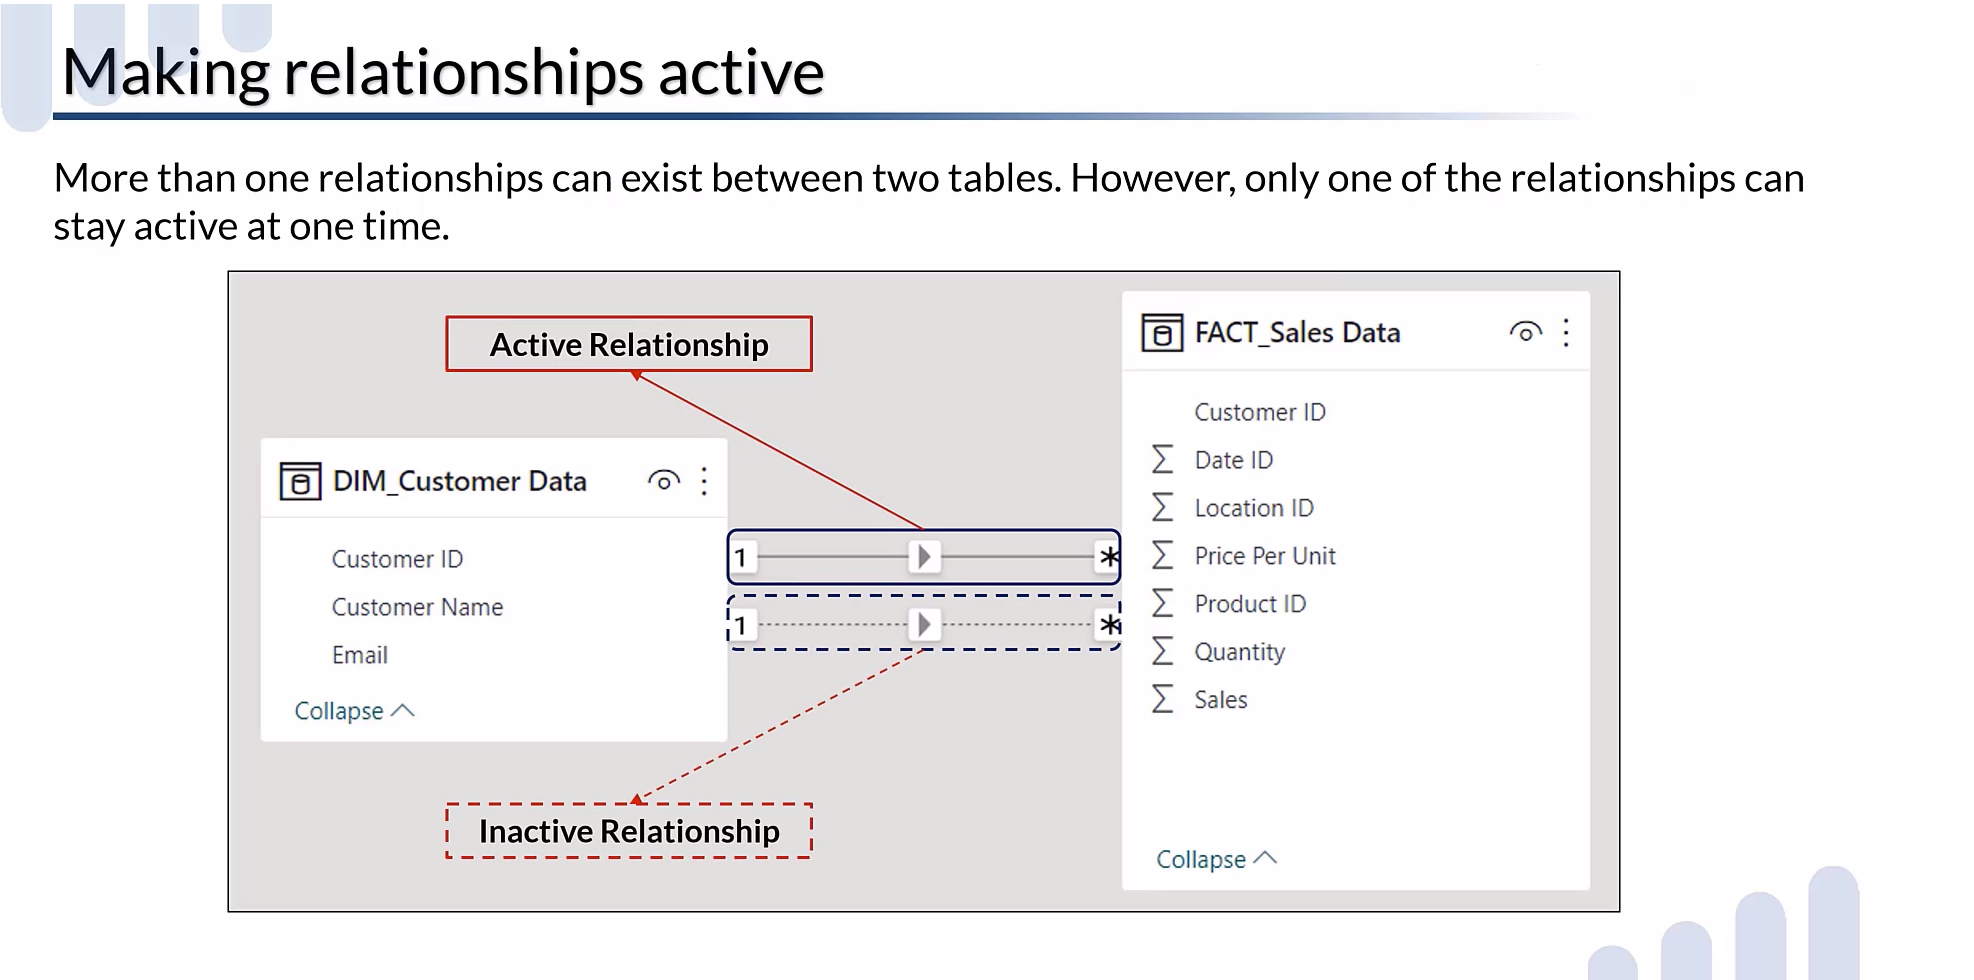 Making relationships active
More than one relationships can exist between two tables. However, only one of the relationships can
stay active at one time.
Active Relationship
DIM_Customer Data
Customer ID
Customer Name
Email
Collapse
1
*
1
*
Inactive Relationship
FACT_Sales Data
Customer ID
∑ Date ID
∑ Location ID
∑ Price Per Unit
∑ Product ID
∑ Quantity
∑ Sales
Collapse